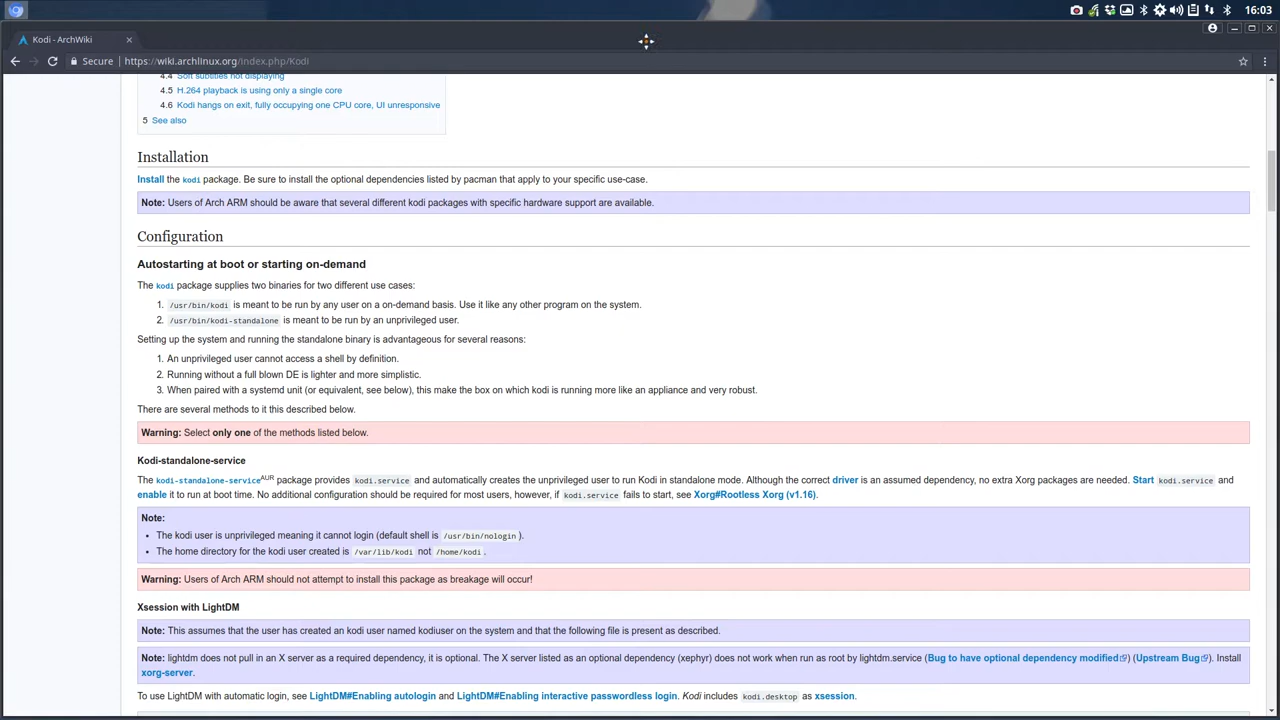 16:03
Kodi - ArchWiki
Secure | https://wiki.archlinux.org/index.php/Kodi
4.4 Soft subtitles not displaying
4.5 H.264 playback is using only a single core
4.6 Kodi hangs on exit, fully occupying one CPU core, UI unresponsive
5 See also
Installation
Install the kodi package. Be sure to install the optional dependencies listed by pacman that apply to your specific use-case.
Note: Users of Arch ARM should be aware that several different kodi packages with specific hardware support are available.
Configuration
Autostarting at boot or starting on-demand
The kodi package supplies two binaries for two different use cases:
1. /usr/bin/kodi is meant to be run by any user on a on-demand basis. Use it like any other program on the system.
2. /usr/bin/kodi-standalone is meant to be run by an unprivileged user.
Setting up the system and running the standalone binary is advantageous for several reasons:
1. An unprivileged user cannot access a shell by definition.
2. Running without a full blown DE is lighter and more simplistic.
3. When paired with a systemd unit (or equivalent, see below), this make the box on which kodi is running more like an appliance and very robust.
There are several methods to it this described below.
Warning: Select only one of the methods listed below.
Kodi-standalone-service
The kodi-standalone-serviceAUR package provides kodi.service and automatically creates the unprivileged user to run Kodi in standalone mode. Although the correct driver is an assumed dependency, no extra Xorg packages are needed. Start kodi.service and
enable it to run at boot time. No additional configuration should be required for most users, however, if kodi.service fails to start, see Xorg#Rootless Xorg (v1.16).
Note:
• The kodi user is unprivileged meaning it cannot login (default shell is /usr/bin/nologin ).
• The home directory for the kodi user created is /var/lib/kodi not /home/kodi.
Warning: Users of Arch ARM should not attempt to install this package as breakage will occur!
Xsession with LightDM
Note: This assumes that the user has created an kodi user named kodiuser on the system and that the following file is present as described.
Note: lightdm does not pull in an X server as a required dependency, it is optional. The X server listed as an optional dependency (xephyr) does not work when run as root by lightdm.service (Bug to have optional dependency modified) (Upstream Bug). Install
xorg-server.
To use LightDM with automatic login, see LightDM#Enabling autologin and LightDM#Enabling interactive passwordless login. Kodi includes kodi.desktop as xsession.